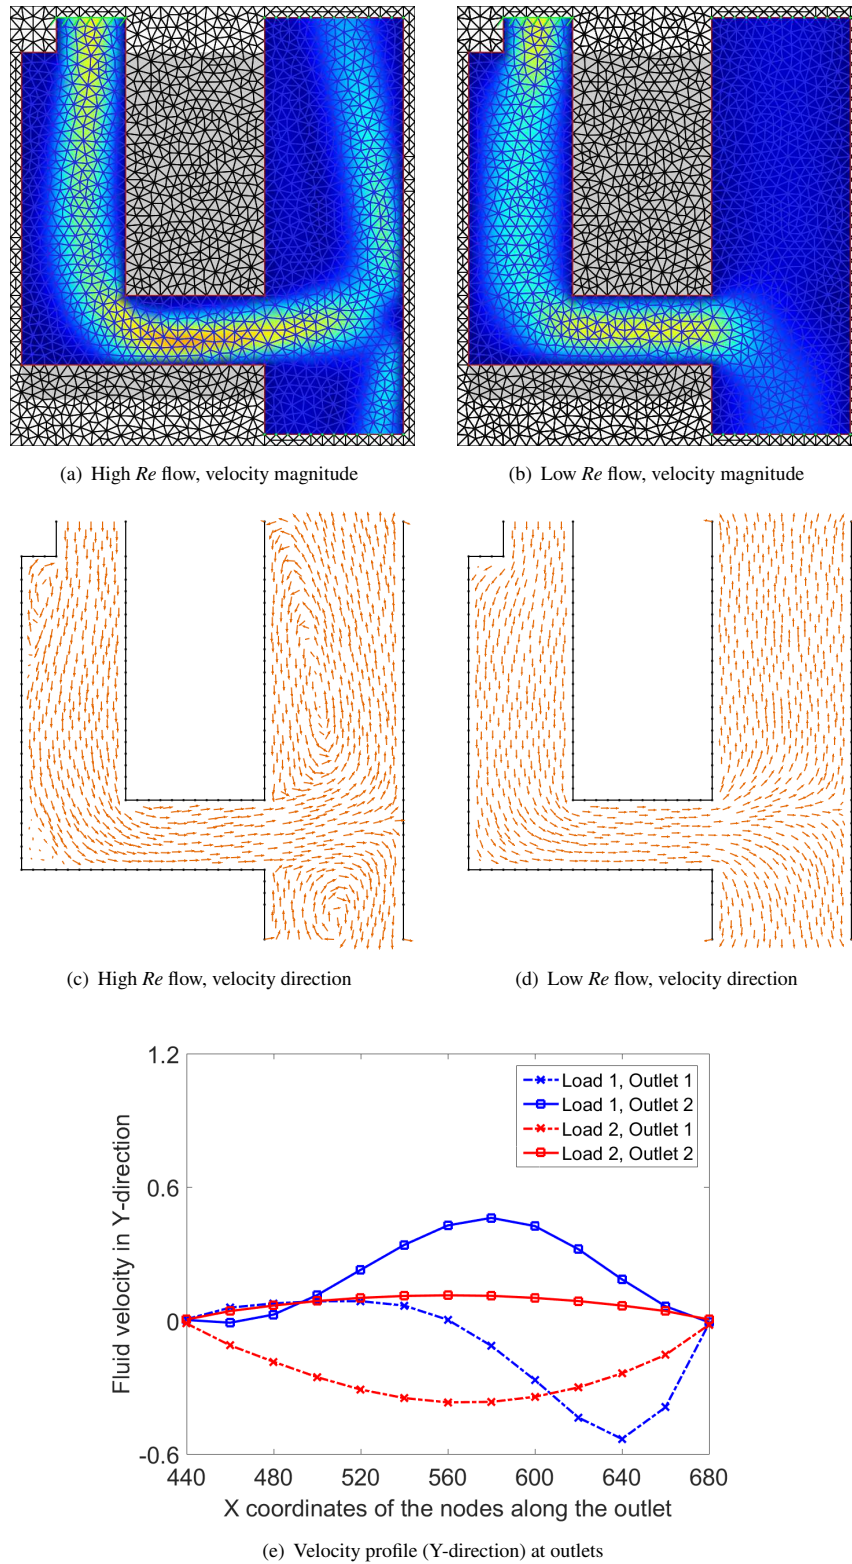 (a) High Re flow, velocity magnitude
(b) Low Re flow, velocity magnitude
(c) High Re flow, velocity direction
(d) Low Re flow, velocity direction
1.2
0.6
0
-0.6
Fluid velocity in Y-direction
Load 1, Outlet 1
Load 1, Outlet 2
Load 2, Outlet 1
Load 2, Outlet 2
440 480 520 560 600 640 680
X coordinates of the nodes along the outlet
(e) Velocity profile (Y-direction) at outlets